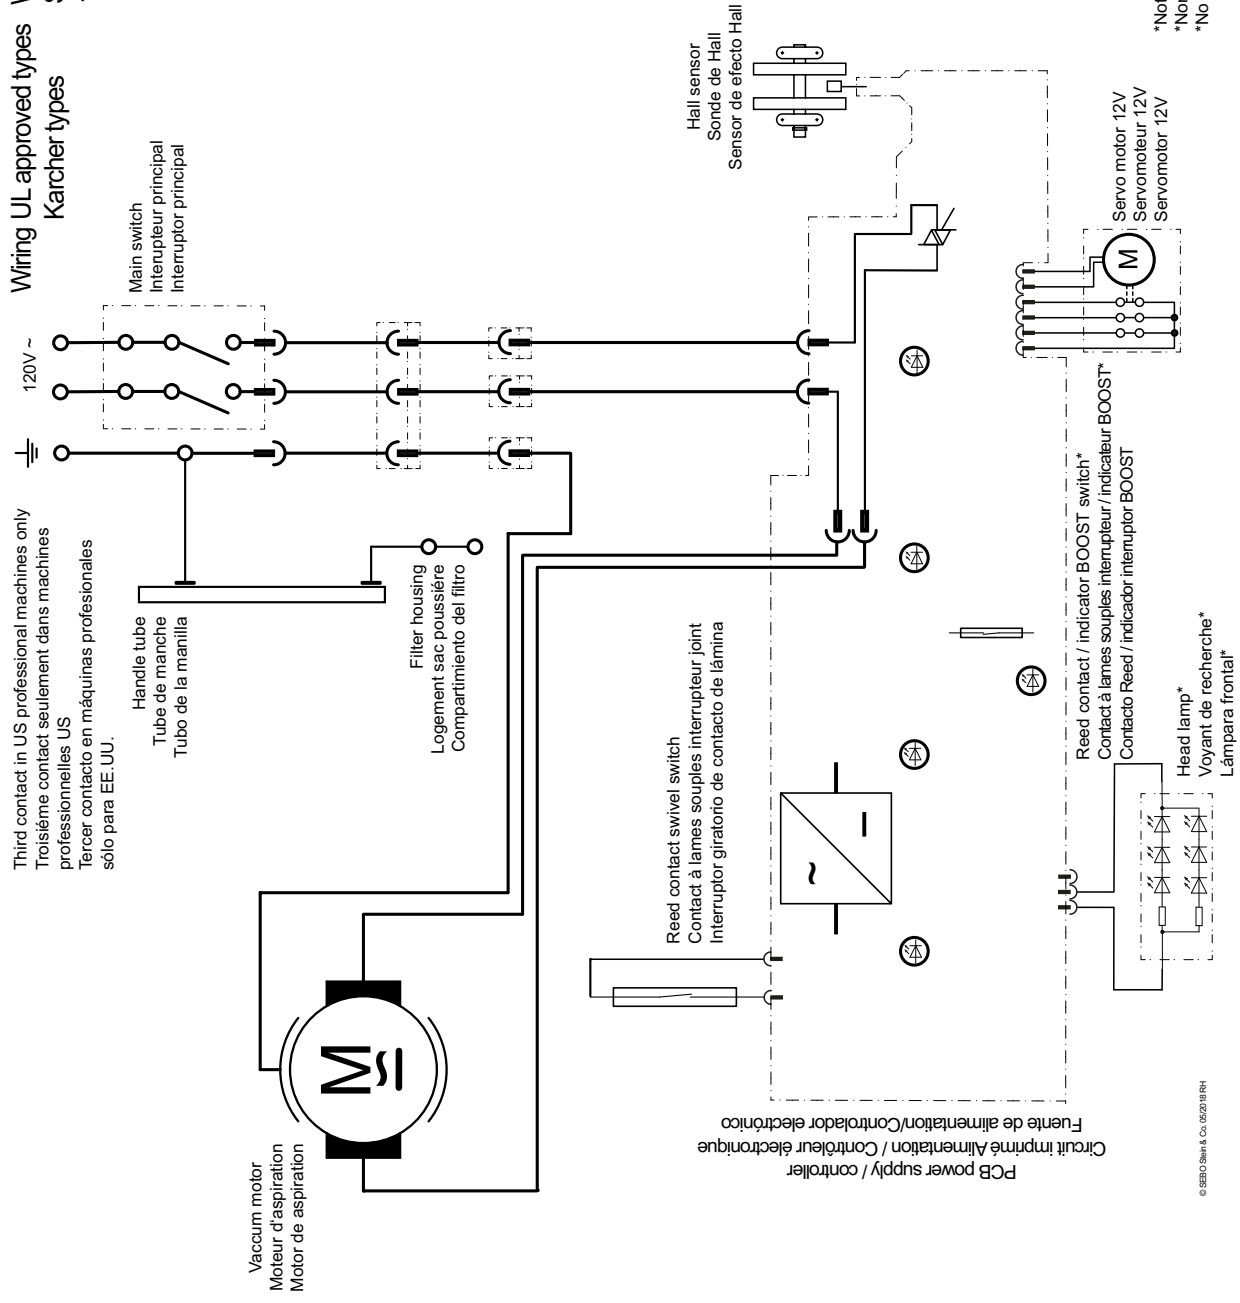 Wiring UL approved types
Karcher types
Main switch
Interupteur principal
Interruptor principal
120V ~
Third contact in US professional machines only
Troisiéme contact seulement dans machines
professionnelles US
Tercer contacto en máquinas profesionales
sólo para EE.UU.
Handle tube
Tube de manche
Tubo de la manilla
Filter housing
Logement sac poussiére
Compartimiento del filtro
Vaccum motor
Moteur d'aspiration
Motor de aspiration
M
Hall sensor
Sonde de Hall
Sensor de efecto Hall
Reed contact swivel switch
Contact à lames souples interrupteur joint
Interruptor giratorio de contacto de lámina
~
PCB power supply / controller
Circuit imprimé Alimentation / Contrôleur électronique
Fuente de alimentation/Controlador electrónico
Servo motor 12V
Servomoteur 12V
Servomotor 12V
M
Reed contact / indicator BOOST switch*
Contact à lames souples interrupteur / indicateur BOOST*
Contacto Reed / indicador interruptor BOOST
Head lamp*
Voyant de recherche*
Lámpara frontal*
*No
© SEBO Stein & Co. 05/2018 RH